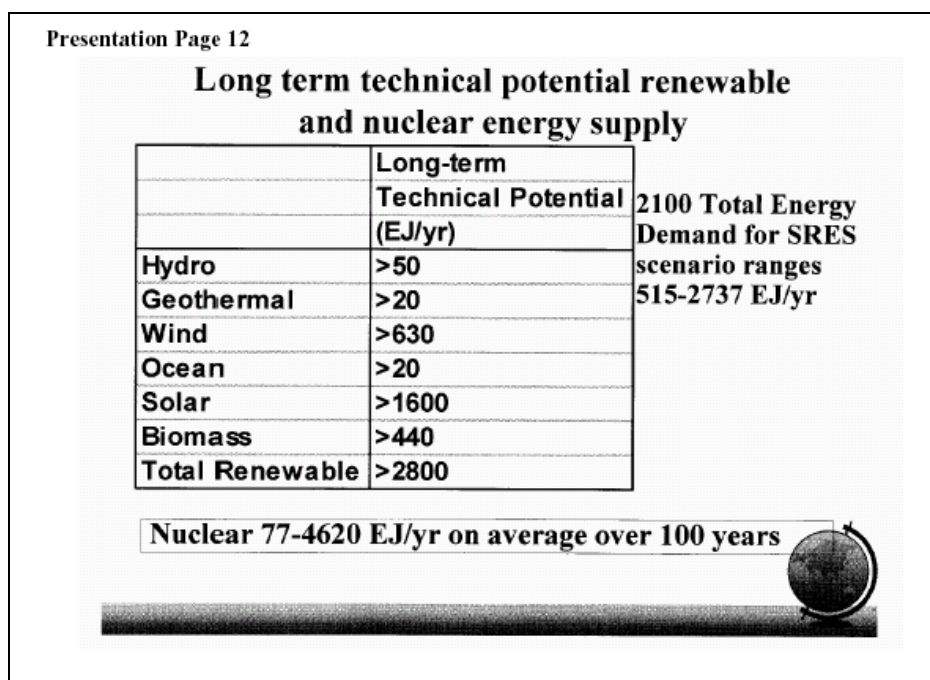 Presentation Page 12
Long term technical potential renewable
and nuclear energy supply
Long-term
Technical Potential
(EJ/yr)
Hydro >50
Geothermal >20
Wind >630
Ocean >20
Solar >1600
Biomass >440
Total Renewable >2800
2100 Total Energy
Demand for SRES
scenario ranges
515-2737 EJ/yr
Nuclear 77-4620 EJ/yr on average over 100 years